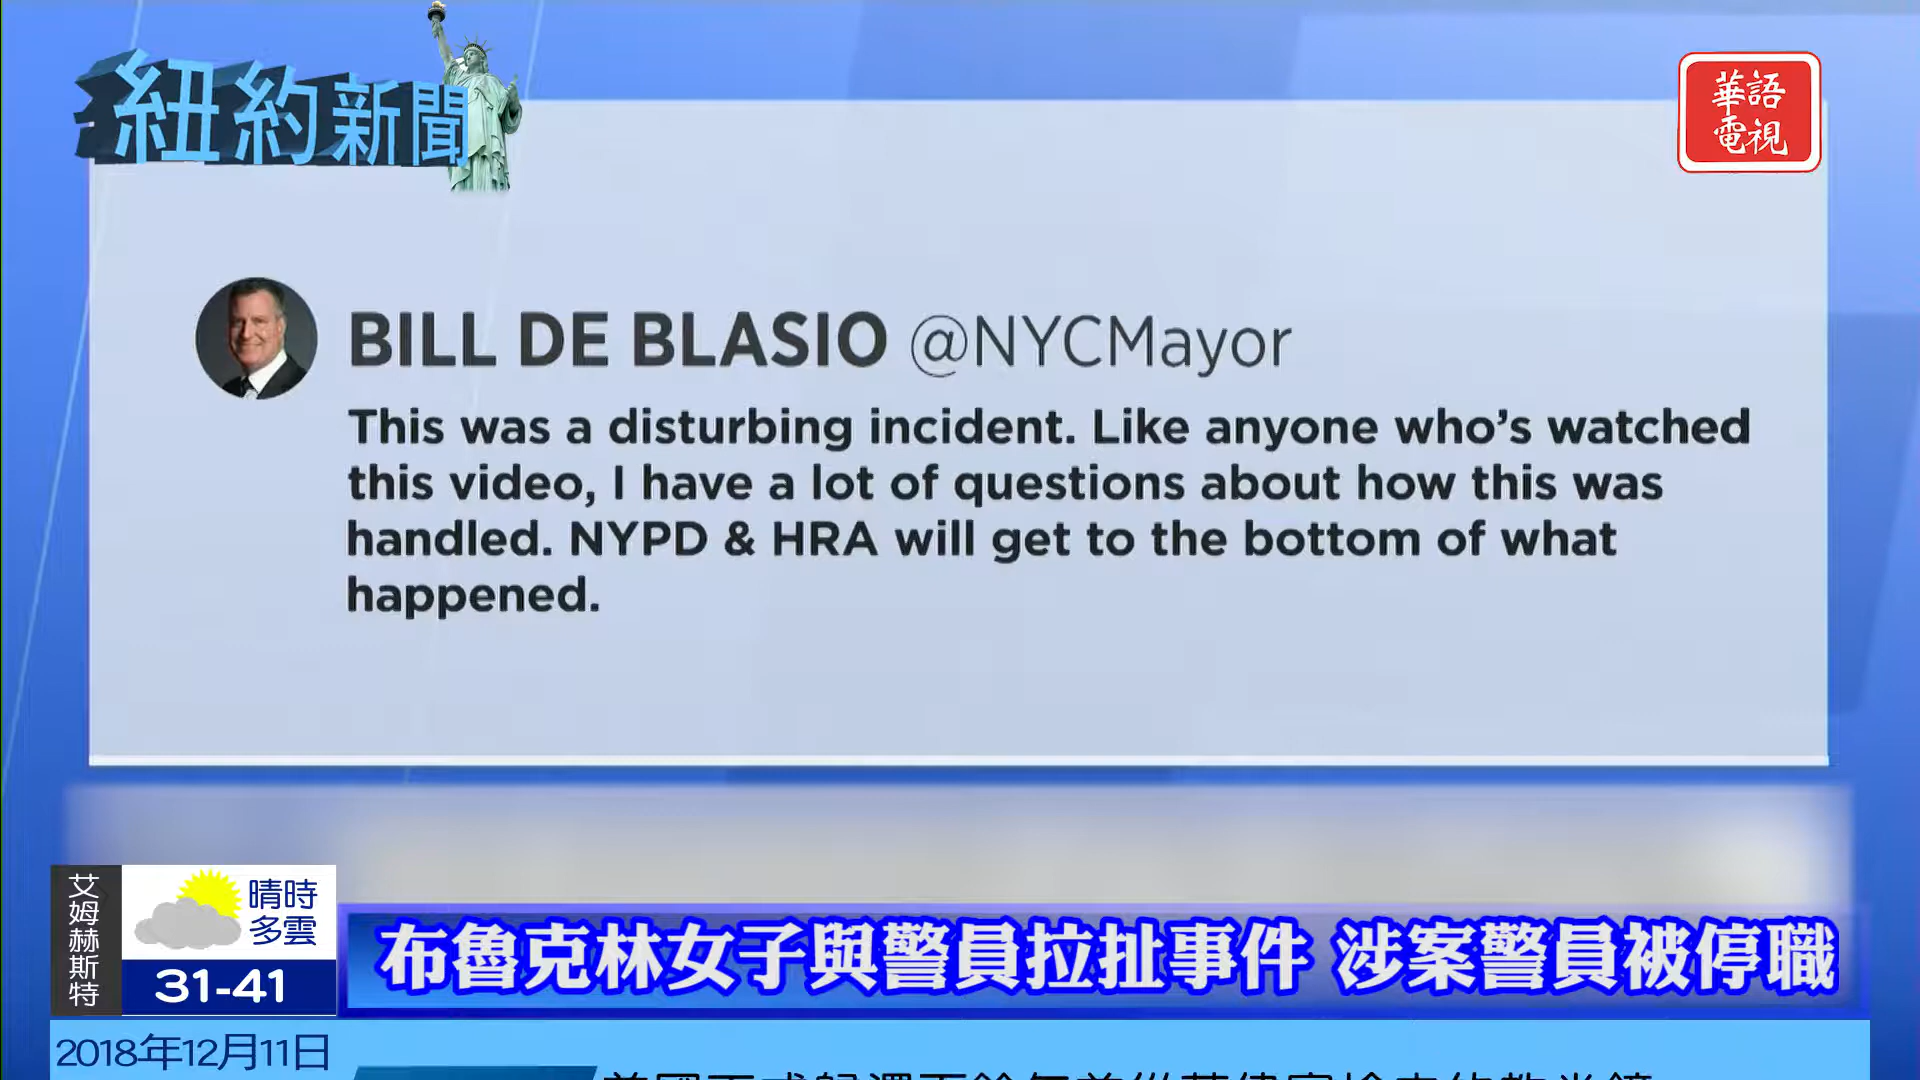 紐約新聞
華語
電視
BILL DE BLASIO @NYCMayor
This was a disturbing incident. Like anyone who’s watched
this video, I have a lot of questions about how this was
handled. NYPD & HRA will get to the bottom of what
happened.
艾姆赫斯特
晴時
多雲
31-41
布魯克林女子與警員拉扯事件 涉案警員被停職
2018年12月11日